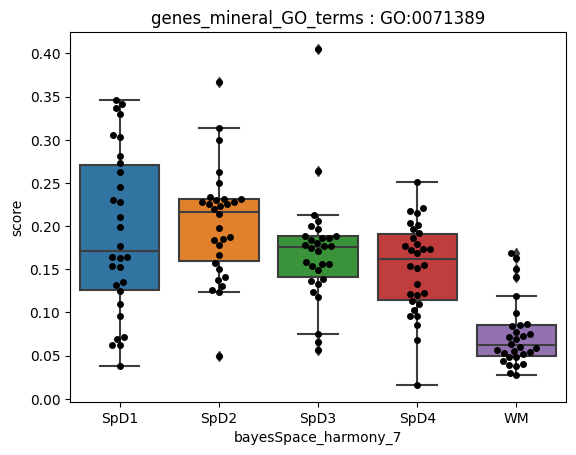 genes_mineral_GO_terms : GO:0071389
0.40
0.35
0.30
0.25
0.20
0.15
0.10
0.05
0.00
score
SpD1 SpD2 SpD3 SpD4 WM
bayesSpace_harmony_7